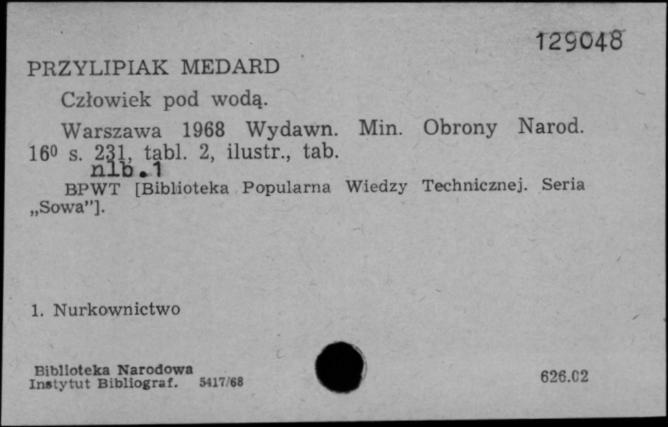 129048
PRZYLIPIAK MEDARD
Człowiek pod wodą.
Warszawa 1968 Wydawn. Min. Obrony Narod.
16⁰ s. 231, tabl. 2, ilustr., tab.
nlb.1
BPWT [Biblioteka Popularna Wiedzy Technicznej. Seria
„Sowa”].
1. Nurkownictwo
Biblioteka Narodowa
Instytut Bibliograf. 5417/68
626.02